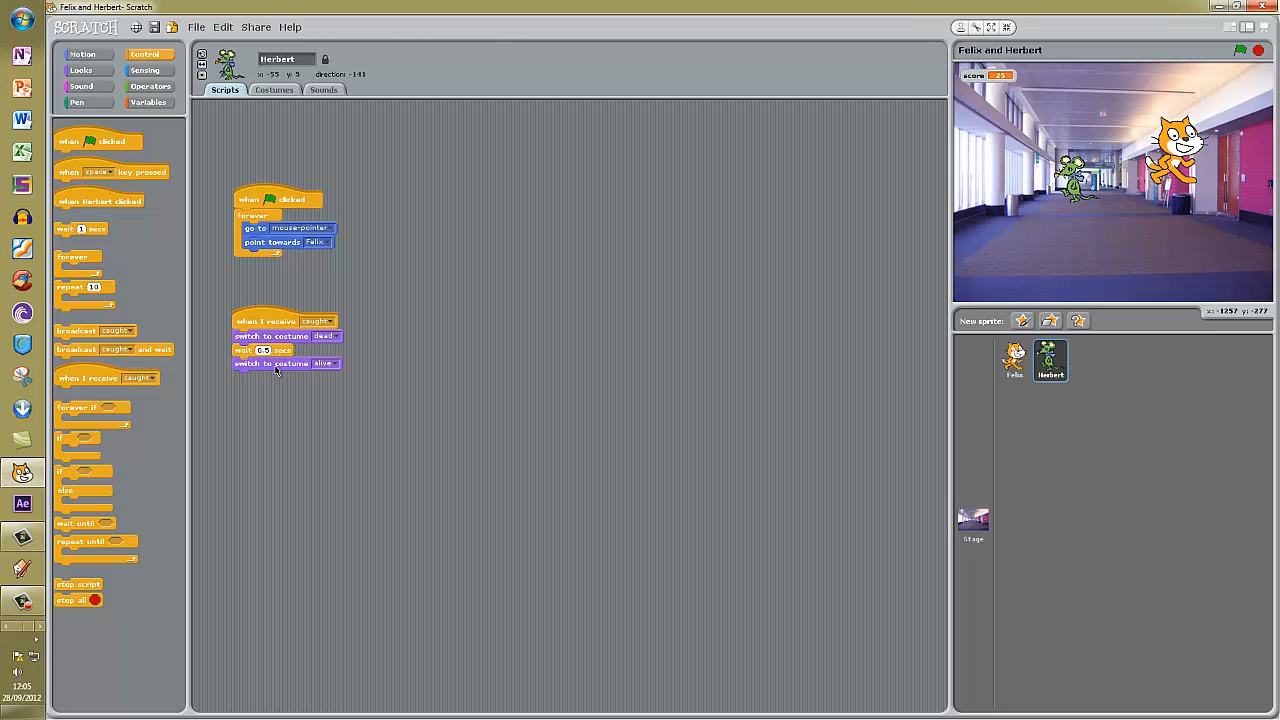 Felix and Herbert- Scratch
SCRATCH
File Edit Share Help
Motion Control
Looks Sensing
Sound Operators
Pen Variables
when clicked
when space key pressed
when Herbert clicked
wait 1 secs
forever
repeat 10
broadcast caught
broadcast caught and wait
when I receive caught
forever if
if
if
else
wait until
repeat until
stop script
stop all
Herbert
x: -55 y: 5 direction: -141
Scripts Costumes Sounds
when clicked
forever
go to mouse-pointer
point towards Felix
when I receive caught
switch to costume dead
wait 0.5 secs
switch to costume alive
Felix and Herbert
score 25
x: -1257 y: -277
New sprite:
Felix
Herbert
Stage
Ae
12:05
28/09/2012